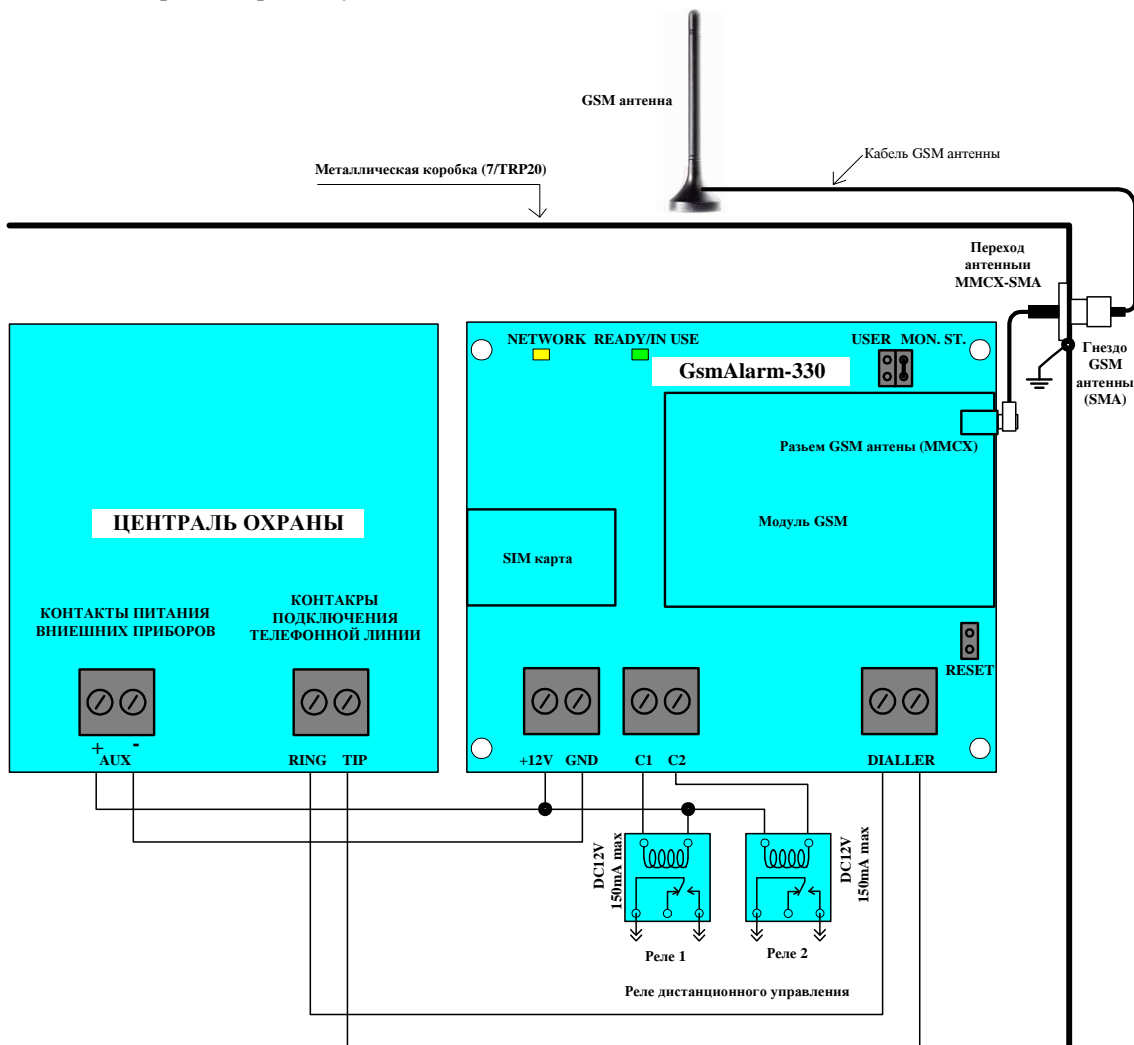 GSM антенна
Кабель GSM антенны
Металлическая коробка (7/TRP20)
Переход
антенныи
MMCX-SMA
Гнездо
GSM
антенны
(SMA)
NETWORK READY/IN USE
USER MON. ST.
GsmAlarm-330
Разьем GSM антены (MMCX)
Модуль GSM
SIM карта
RESET
ЦЕНТРАЛЬ ОХРАНЫ
КОНТАКТЫ ПИТАНИЯ
ВНИЕШНИХ ПРИБОРОВ
КОНТАКРЫ
ПОДКЛЮЧЕНИЯ
ТЕЛЕФОННОЙ ЛИНИИ
+ -
AUX
RING TIP
+12V GND
C1 C2
DIALLER
DC12V
150mA max
DC12V
150mA max
Реле 1
Реле 2
Реле дистанционного управления